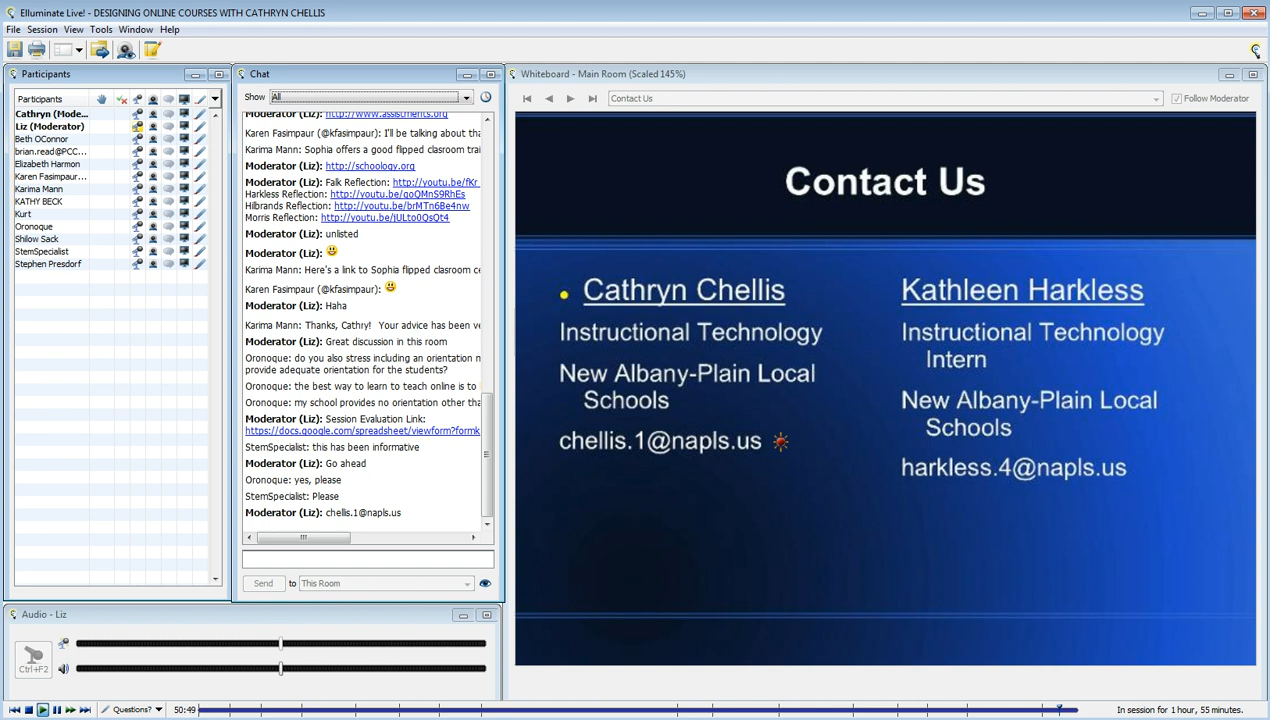 Elluminate Live! - DESIGNING ONLINE COURSES WITH CATHRYN CHELLIS
File Session View Tools Window Help
Participants
Participants
Cathryn (Mode...
Liz (Moderator)
Beth OConnor
brian.read@PCC...
Elizabeth Harmon
Karen Fasimpaur...
Karima Mann
KATHY BECK
Kurt
Oronoque
Shilow Sack
StemSpecialist
Stephen Presdorf
Chat
Show All
Moderator (Liz): http://www.assistments.org
Karen Fasimpaur (@kfasimpaur): I'll be talking about tha
Karima Mann: Sophia offers a good flipped clasroom trai
Moderator (Liz): http://schoology.org
Moderator (Liz): Falk Reflection: http://youtu.be/fKr
Harkless Reflection: http://youtu.be/goQMnS9RhEs
Hilbrands Reflection: http://youtu.be/brMTn6Be4nw
Morris Reflection: http://youtu.be/jULto0QsQt4
Moderator (Liz): unlisted
Moderator (Liz):
Karima Mann: Here's a link to Sophia flipped clasroom ce
Karen Fasimpaur (@kfasimpaur):
Moderator (Liz): Haha
Karima Mann: Thanks, Cathry! Your advice has been ve
Moderator (Liz): Great discussion in this room
Oronoque: do you also stress including an orientation m
provide adequate orientation for the students?
Oronoque: the best way to learn to teach online is to
Oronoque: my school provides no orientation other tha
Moderator (Liz): Session Evaluation Link:
https://docs.google.com/spreadsheet/viewform?formk
StemSpecialist: this has been informative
Moderator (Liz): Go ahead
Oronoque: yes, please
StemSpecialist: Please
Moderator (Liz): chellis.1@napls.us
Send to This Room
Audio - Liz
Ctrl+F2
Whiteboard - Main Room (Scaled 145%)
Contact Us
Follow Moderator
Contact Us
• Cathryn Chellis
Instructional Technology
New Albany-Plain Local
Schools
chellis.1@napls.us
Kathleen Harkless
Instructional Technology
Intern
New Albany-Plain Local
Schools
harkless.4@napls.us
Questions? 50:49 In session for 1 hour, 55 minutes.